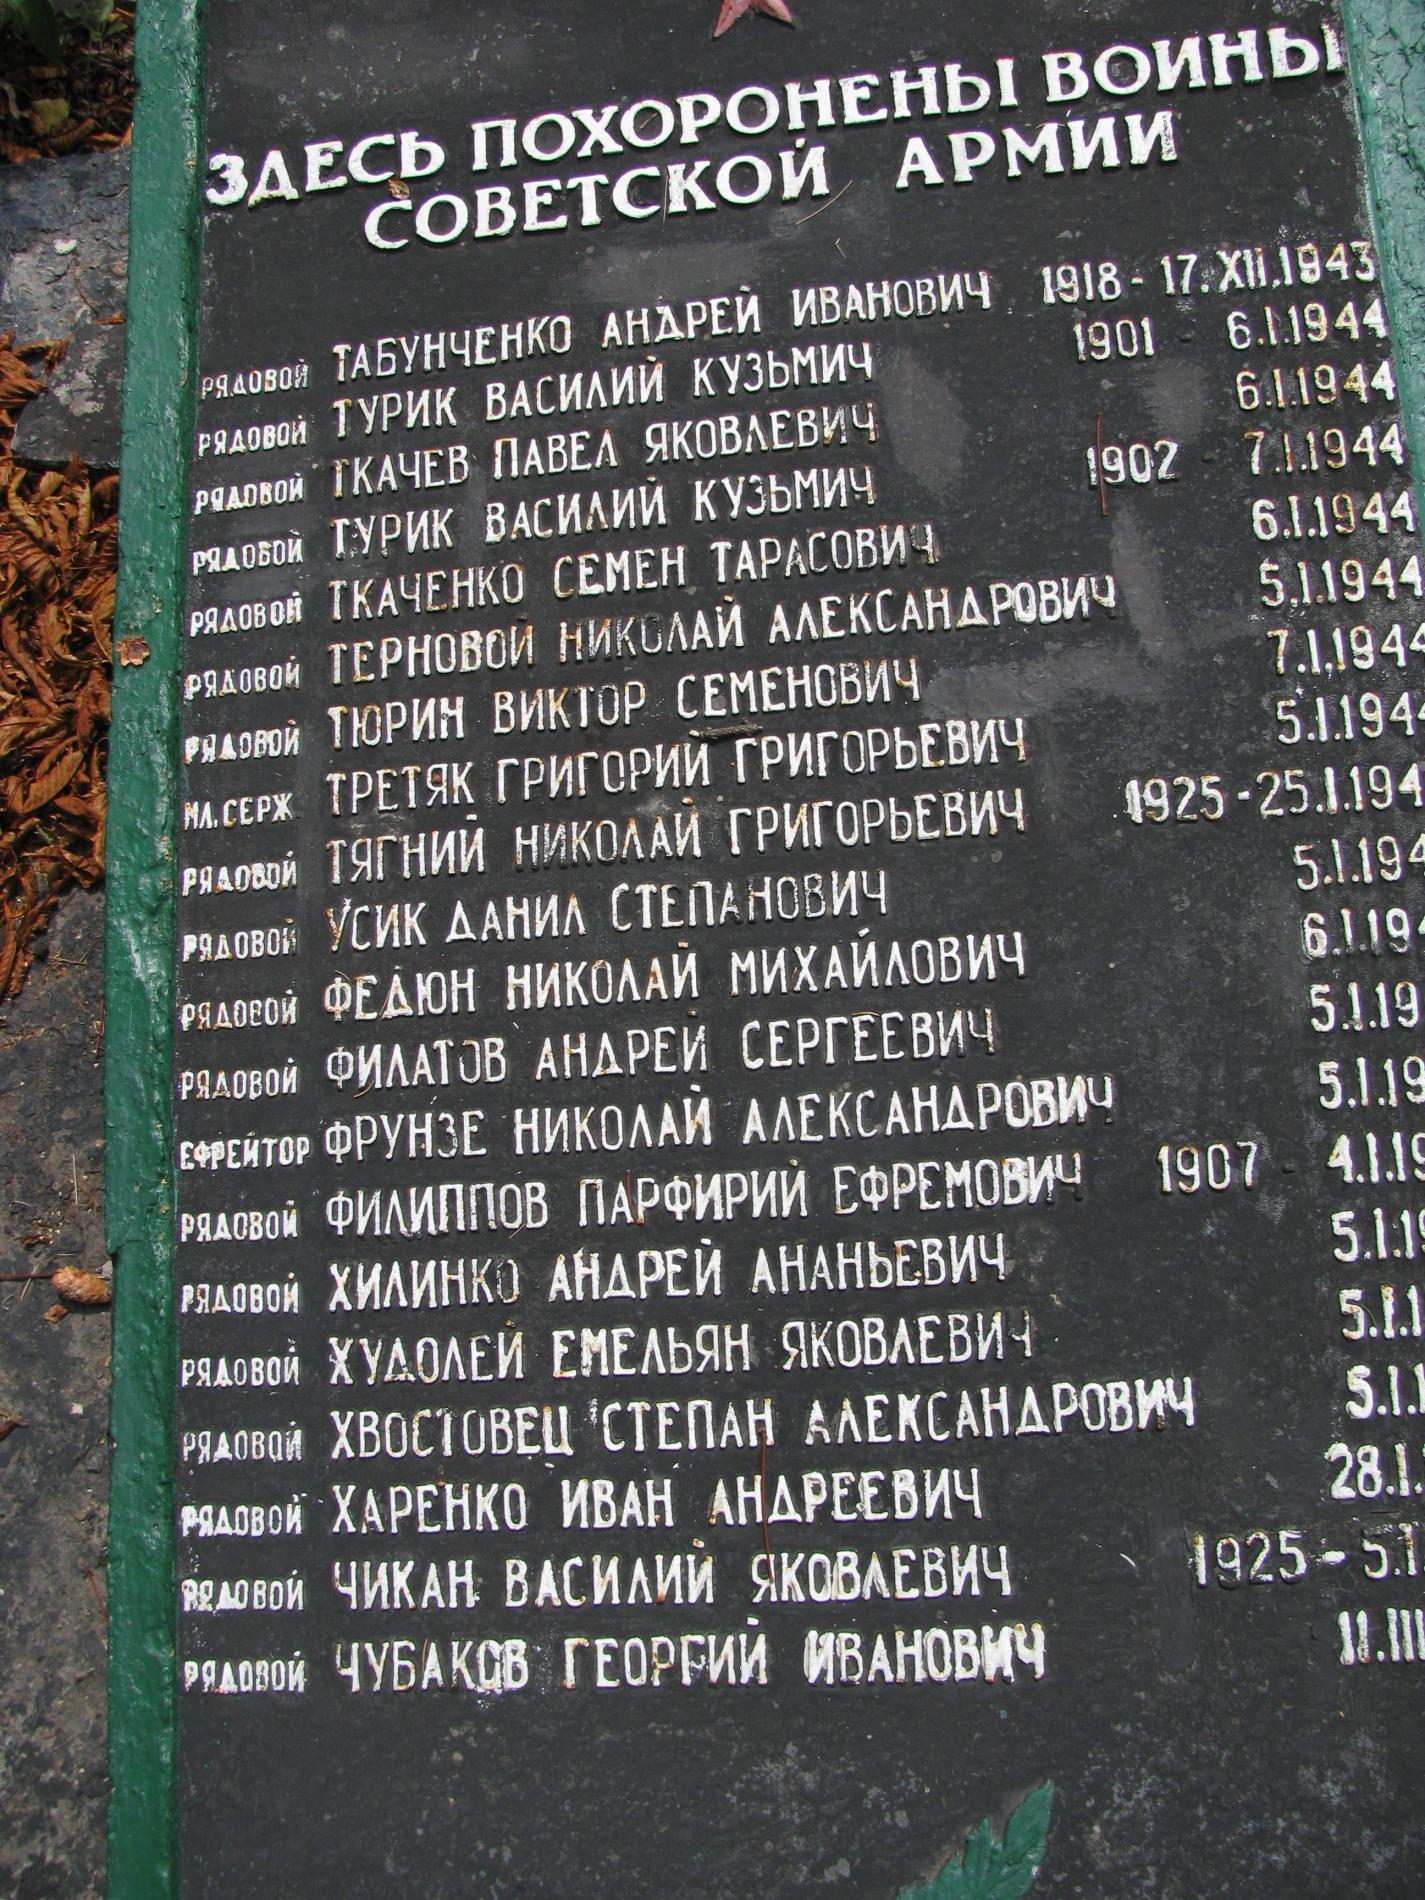 ЗДЕСЬ ПОХОРОНЕНЫ ВОИНЫ
СОВЕТСКОЙ АРМИИ
РЯДОВОЙ ТАБУНЧЕНКО АНДРЕЙ ИВАНОВИЧ 1918 - 17.XII.1943
РЯДОВОЙ ТУРИК ВАСИЛИЙ КУЗЬМИЧ 1901 - 6.I.1944
РЯДОВОЙ ТКАЧЕВ ПАВЕЛ ЯКОВЛЕВИЧ 6.I.1944
РЯДОВОЙ ТУРИК ВАСИЛИЙ КУЗЬМИЧ 1902 - 7.I.1944
РЯДОВОЙ ТКАЧЕНКО СЕМЕН ТАРАСОВИЧ 6.I.1944
РЯДОВОЙ ТЕРНОВОЙ НИКОЛАЙ АЛЕКСАНДРОВИЧ 5.I.1944
РЯДОВОЙ ТЮРИН ВИКТОР СЕМЕНОВИЧ 7.I.1944
МЛ. СЕРЖ ТРЕТЯК ГРИГОРИЙ ГРИГОРЬЕВИЧ 5.I.194
РЯДОВОЙ ТЯГНИЙ НИКОЛАЙ ГРИГОРЬЕВИЧ 1925 - 25.I.194
РЯДОВОЙ УСИК ДАНИЛ СТЕПАНОВИЧ 5.I.194
РЯДОВОЙ ФЕДЮН НИКОЛАЙ МИХАЙЛОВИЧ 6.I.19
РЯДОВОЙ ФИЛАТОВ АНДРЕЙ СЕРГЕЕВИЧ 5.I.19
ЕФРЕЙТОР ФРУНЗЕ НИКОЛАЙ АЛЕКСАНДРОВИЧ 5.I.19
РЯДОВОЙ ФИЛИППОВ ПАРФИРИЙ ЕФРЕМОВИЧ 1907 - 4.I.19
РЯДОВОЙ ХИЛИНКО АНДРЕЙ АНАНЬЕВИЧ 5.I.19
РЯДОВОЙ ХУДОЛЕЙ ЕМЕЛЬЯН ЯКОВЛЕВИЧ 5.I.1
РЯДОВОЙ ХВОСТОВЕЦ СТЕПАН АЛЕКСАНДРОВИЧ 5.I.1
РЯДОВОЙ ХАРЕНКО ИВАН АНДРЕЕВИЧ 28.I.
РЯДОВОЙ ЧИКАН ВАСИЛИЙ ЯКОВЛЕВИЧ 1925 - 5.I
РЯДОВОЙ ЧУБАКОВ ГЕОРГИЙ ИВАНОВИЧ 11.III